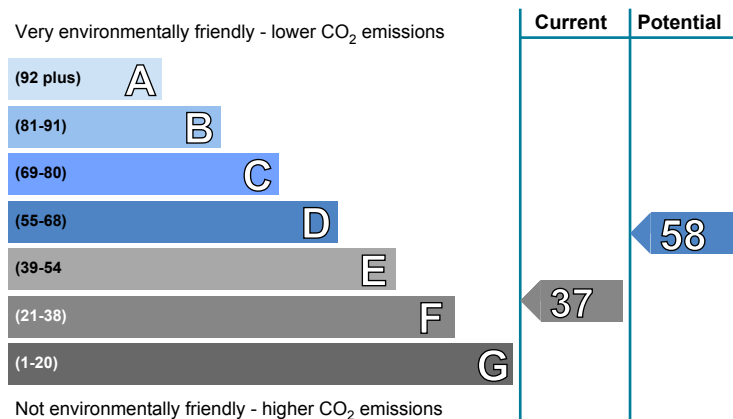 Current Potential
Very environmentally friendly - lower CO2 emissions
(92 plus) A
(81-91) B
(69-80) C
(55-68) D
58
(39-54 E
37
(21-38) F
(1-20) G
Not environmentally friendly - higher CO2 emissions